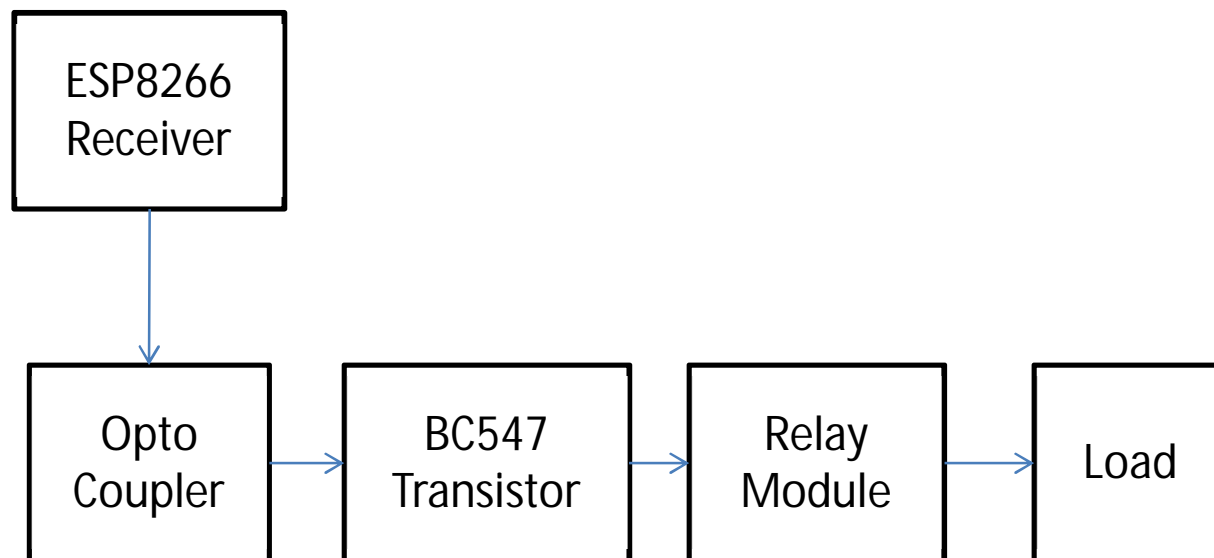 ESP8266
Receiver
Opto
Coupler
BC547
Transistor
Relay
Module
Load